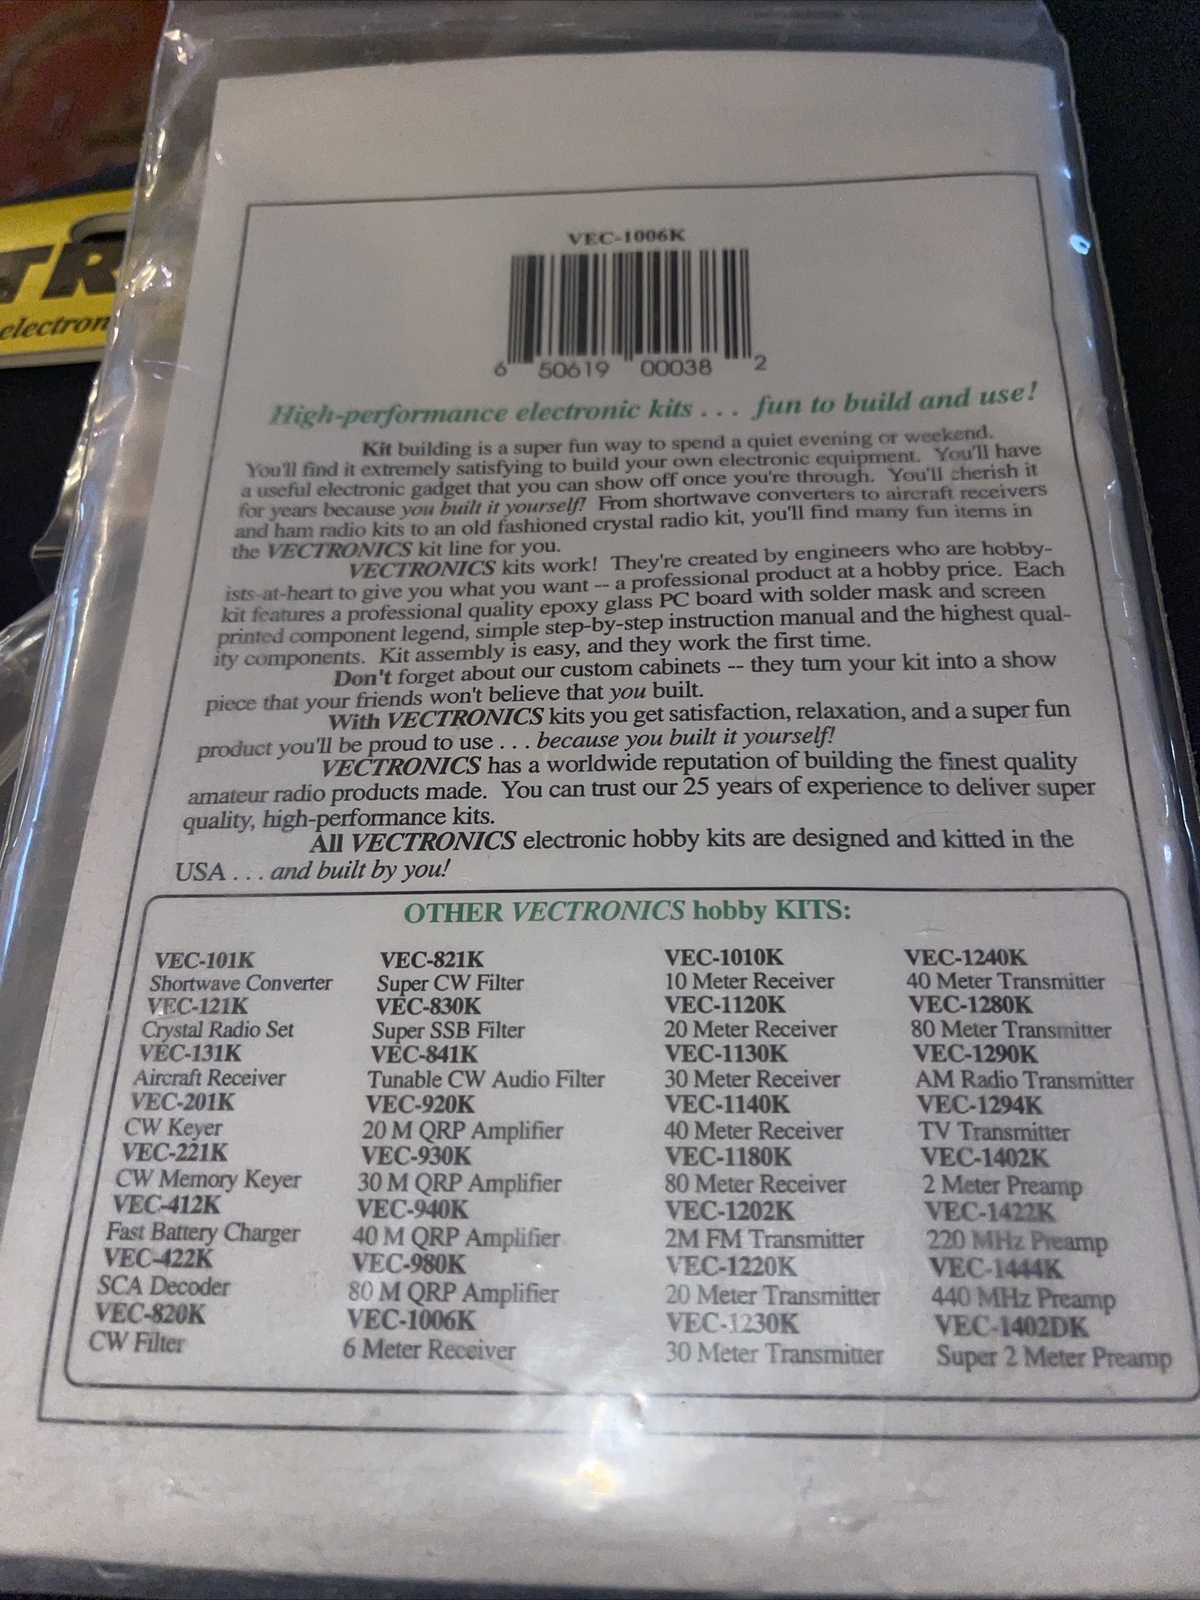 TR
electron
VEC-1006K
6 50619 00038 2
High-performance electronic kits . . . fun to build and use!
Kit building is a super fun way to spend a quiet evening or weekend.
You'll find it extremely satisfying to build your own electronic equipment. You'll have
a useful electronic gadget that you can show off once you're through. You'll cherish it
for years because you built it yourself! From shortwave converters to aircraft receivers
and ham radio kits to an old fashioned crystal radio kit, you'll find many fun items in
the VECTRONICS kit line for you.
VECTRONICS kits work! They're created by engineers who are hobby-
ists-at-heart to give you what you want -- a professional product at a hobby price. Each
kit features a professional quality epoxy glass PC board with solder mask and screen
printed component legend, simple step-by-step instruction manual and the highest qual-
ity components. Kit assembly is easy, and they work the first time.
Don't forget about our custom cabinets -- they turn your kit into a show
piece that your friends won't believe that you built.
With VECTRONICS kits you get satisfaction, relaxation, and a super fun
product you'll be proud to use . . . because you built it yourself!
VECTRONICS has a worldwide reputation of building the finest quality
amateur radio products made. You can trust our 25 years of experience to deliver super
quality, high-performance kits.
All VECTRONICS electronic hobby kits are designed and kitted in the
USA . . . and built by you!
OTHER VECTRONICS hobby KITS:
VEC-101K
Shortwave Converter
VEC-121K
Crystal Radio Set
VEC-131K
Aircraft Receiver
VEC-201K
CW Keyer
VEC-221K
CW Memory Keyer
VEC-412K
Fast Battery Charger
VEC-422K
SCA Decoder
VEC-820K
CW Filter
VEC-821K
Super CW Filter
VEC-830K
Super SSB Filter
VEC-841K
Tunable CW Audio Filter
VEC-920K
20 M QRP Amplifier
VEC-930K
30 M QRP Amplifier
VEC-940K
40 M QRP Amplifier
VEC-980K
80 M QRP Amplifier
VEC-1006K
6 Meter Receiver
VEC-1010K
10 Meter Receiver
VEC-1120K
20 Meter Receiver
VEC-1130K
30 Meter Receiver
VEC-1140K
40 Meter Receiver
VEC-1180K
80 Meter Receiver
VEC-1202K
2M FM Transmitter
VEC-1220K
20 Meter Transmitter
VEC-1230K
30 Meter Transmitter
VEC-1240K
40 Meter Transmitter
VEC-1280K
80 Meter Transmitter
VEC-1290K
AM Radio Transmitter
VEC-1294K
TV Transmitter
VEC-1402K
2 Meter Preamp
VEC-1422K
220 MHz Preamp
VEC-1444K
440 MHz Preamp
VEC-1402DK
Super 2 Meter Preamp